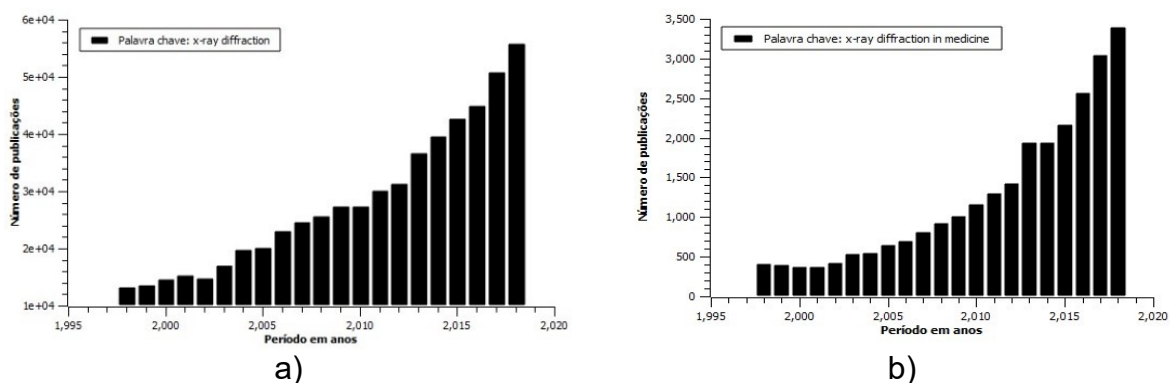 6e+04
5e+04
4e+04
3e+04
2e+04
1e+04
Número de publicações
Palavra chave: x-ray diffraction
1,995 2,000 2,005 2,010 2,015 2,020
Período em anos
a)
3,500
3,000
2,500
2,000
1,500
1,000
500
0
Número de publicações
Palavra chave: x-ray diffraction in medicine
1,995 2,000 2,005 2,010 2,015 2,020
Período em anos
b)